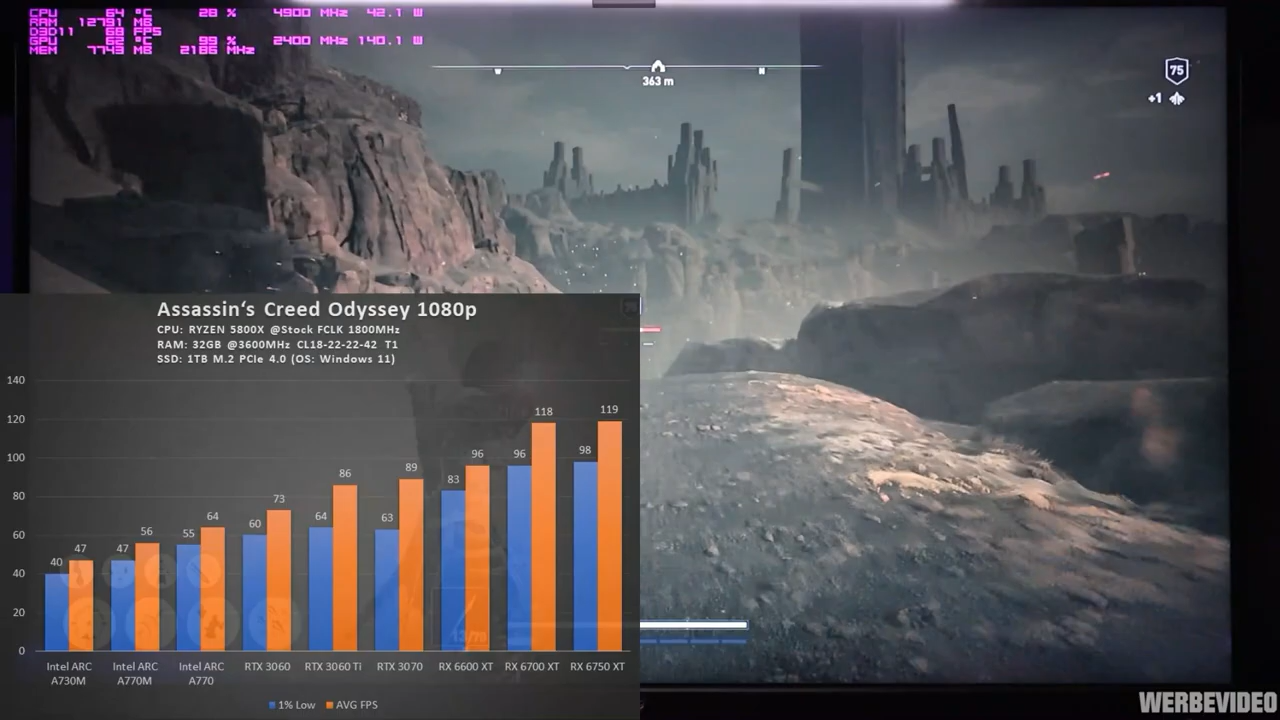 CPU 64 °C 28 % 4900 MHz 42.1 W
RAM 12791 MB
D3D11 68 FPS
GPU 62 °C 99 % 2400 MHz 140.1 W
MEM 7743 MB 2186 MHz
W N
363 m
75
+1
Assassin‘s Creed Odyssey 1080p
CPU: RYZEN 5800X @Stock FCLK 1800MHz
RAM: 32GB @3600MHz CL18-22-22-42 T1
SSD: 1TB M.2 PCIe 4.0 (OS: Windows 11)
140
120
100
80
60
40
20
0
40 47 47 56 55 64 60 73 64 86 63 89 83 96 96 118 98 119
Intel ARC A730M
Intel ARC A770M
Intel ARC A770
RTX 3060
RTX 3060 Ti
RTX 3070
RX 6600 XT
RX 6700 XT
RX 6750 XT
1% Low AVG FPS
WERBEVIDEO